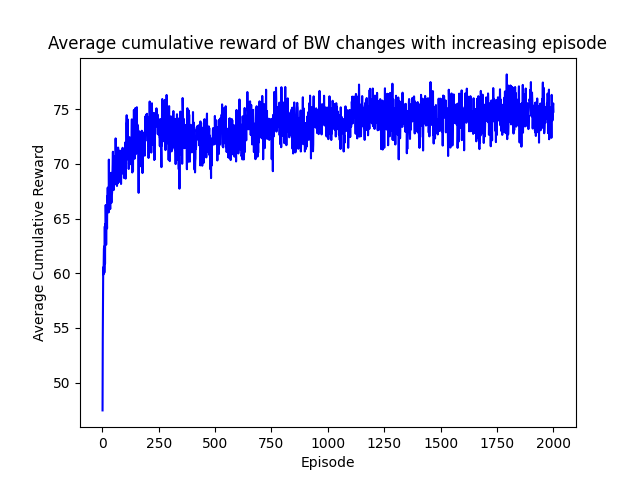 Average cumulative reward of BW changes with increasing episode
75
70
65
60
55
50
Average Cumulative Reward
0 250 500 750 1000 1250 1500 1750 2000
Episode